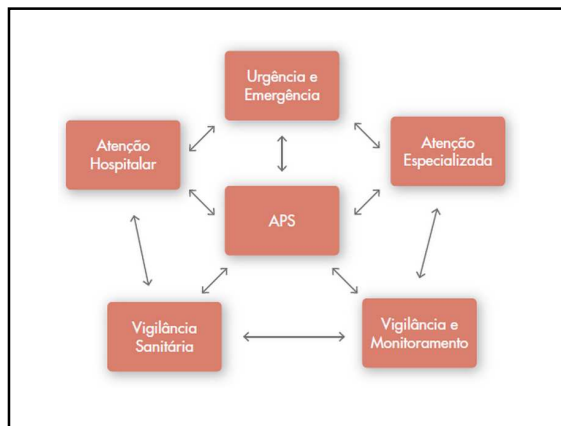 Urgência e
Emergência
Atenção
Hospitalar
Atenção
Especializada
APS
Vigilância
Sanitária
Vigilância e
Monitoramento